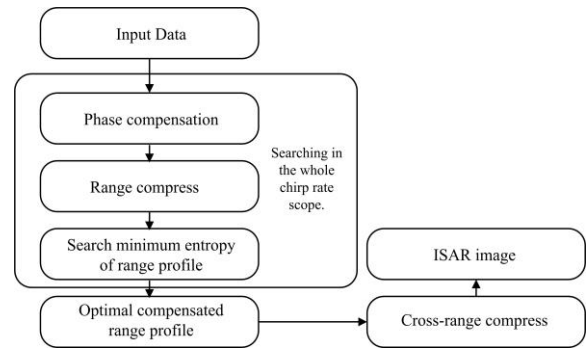 Input Data
Phase compensation
Range compress
Searching in
the whole
chirp rate
scope.
Search minimum entropy
of range profile
ISAR image
Optimal compensated
range profile
Cross-range compress